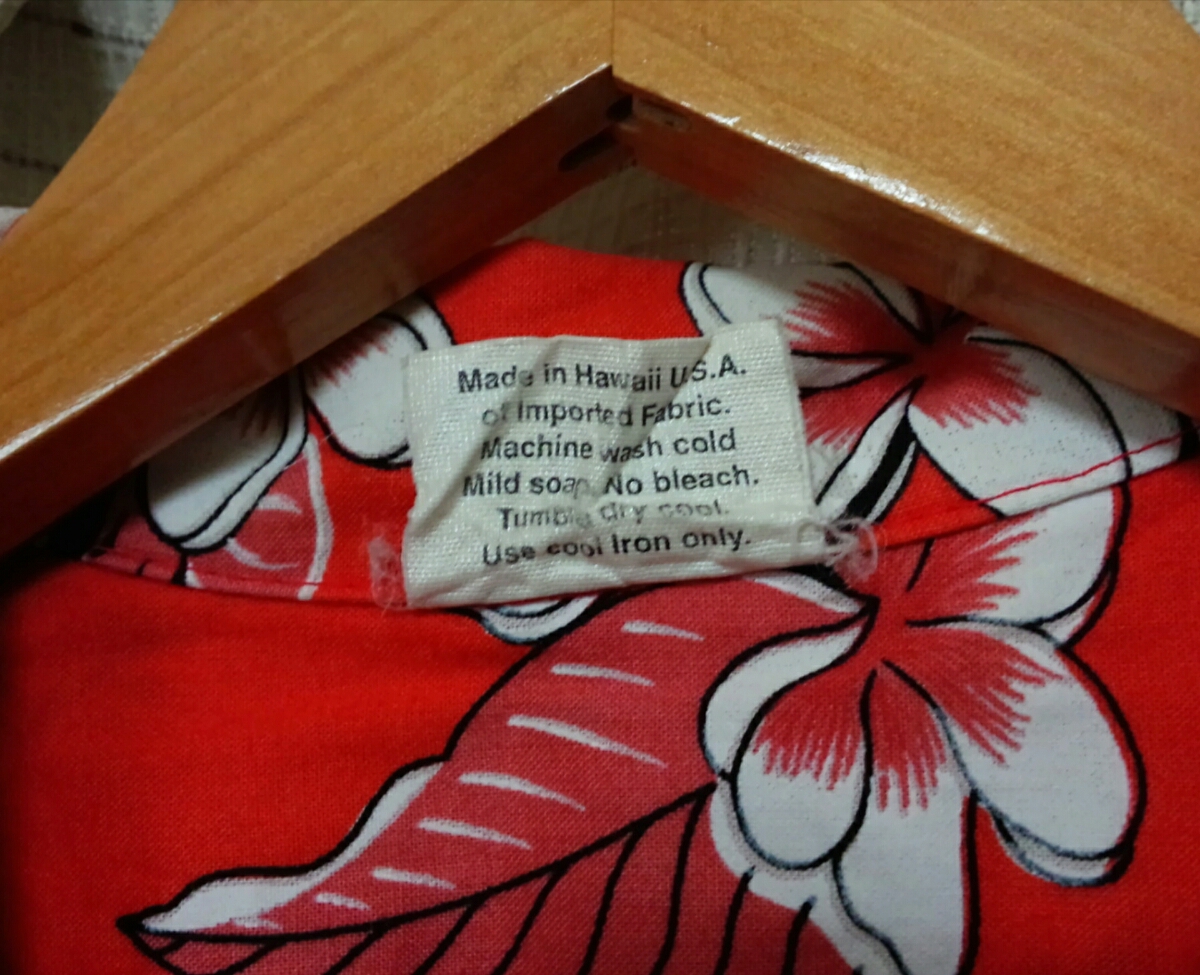 Made in Hawaii U.S.A.
of Imported Fabric.
Machine wash cold
Mild soap No bleach.
Tumble dry cool.
Use cool Iron only.